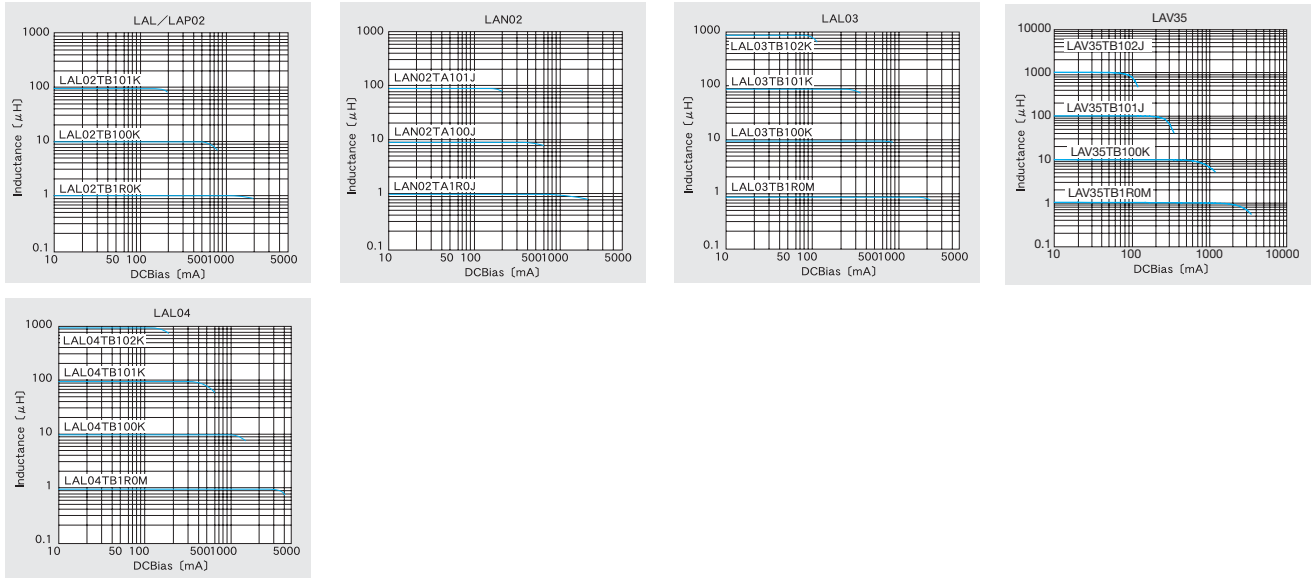 LAL／LAP02
Inductance〔μH〕
1000
100
10
1
0.1
LAL02TB101K
LAL02TB100K
LAL02TB1R0K
10 50 100 5001000 5000
DCBias〔mA〕
LAN02
Inductance〔μH〕
1000
100
10
1
0.1
LAN02TA101J
LAN02TA100J
LAN02TA1R0J
10 50 100 5001000 5000
DCBias〔mA〕
LAL03
Inductance〔μH〕
1000
100
10
1
0.1
LAL03TB102K
LAL03TB101K
LAL03TB100K
LAL03TB1R0M
10 50 100 5001000 5000
DCBias〔mA〕
LAV35
Inductance〔μH〕
10000
1000
100
10
1
0.1
LAV35TB102J
LAV35TB101J
LAV35TB100K
LAV35TB1R0M
10 100 1000 10000
DCBias〔mA〕
LAL04
Inductance〔μH〕
1000
100
10
1
0.1
LAL04TB102K
LAL04TB101K
LAL04TB100K
LAL04TB1R0M
10 50 100 5001000 5000
DCBias〔mA〕